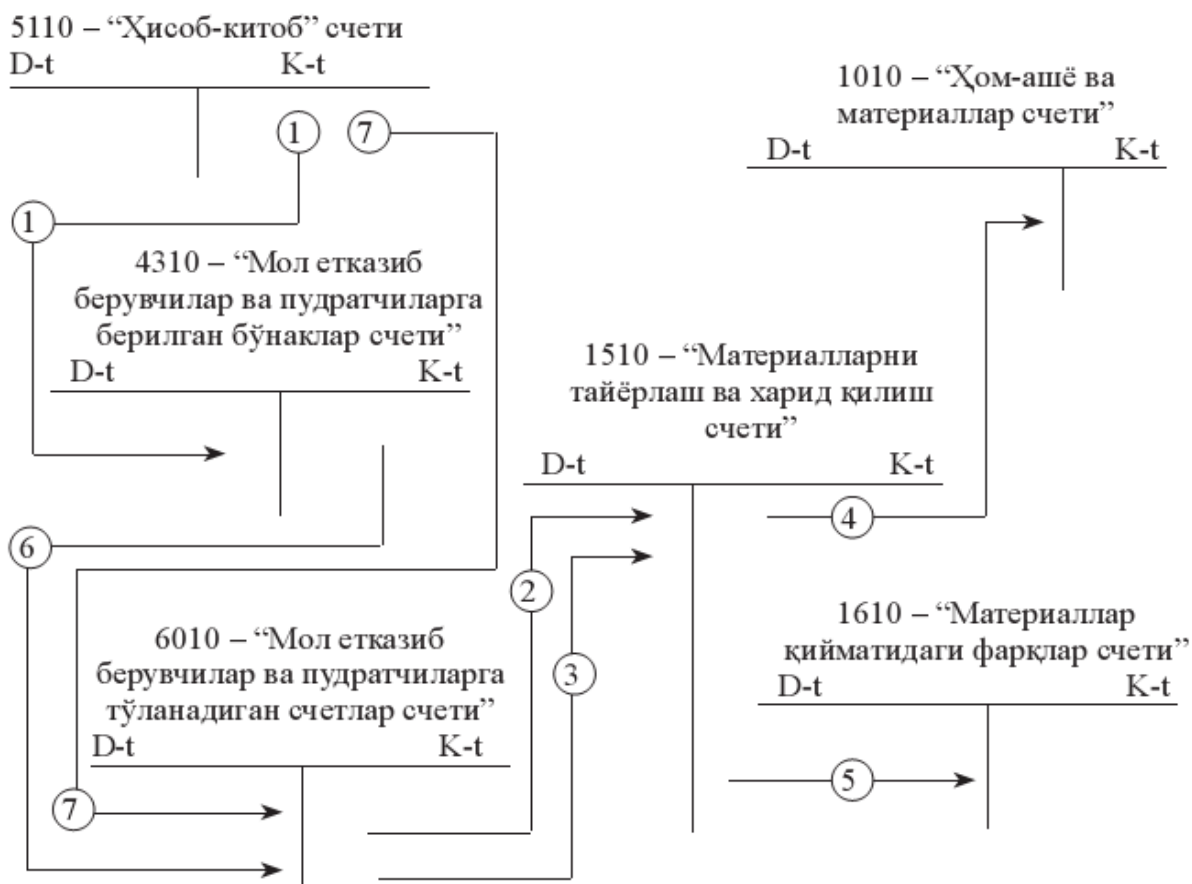 5110 – “Ҳисоб-китоб” счети
D-t K-t
1 7
1
4310 – “Мол етказиб
берувчилар ва пудратчиларга
берилган бўнаклар счети”
D-t K-t
6
6010 – “Мол етказиб
берувчилар ва пудратчиларга
тўланадиган счетлар счети”
D-t K-t
7
1510 – “Материалларни
тайёрлаш ва харид қилиш
счети”
D-t K-t
2
3
4
1010 – “Ҳом-ашё ва
материаллар счети”
D-t K-t
1610 – “Материаллар
қийматидаги фарқлар счети”
D-t K-t
5